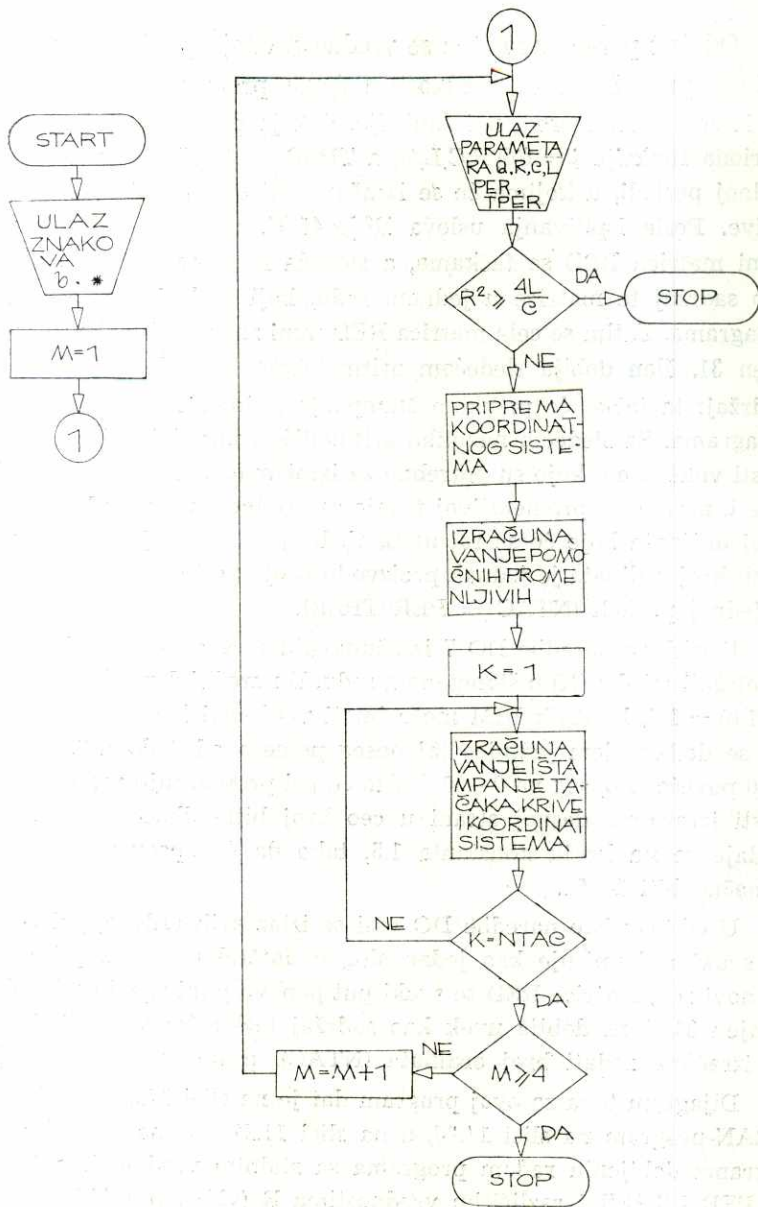 START
ULAZ
ZNAKO
VA
b . *
M=1
1
1
ULAZ
PARAMETA
RA Q,R,C,L
PER
TPER
R² ≥ 4L/C
DA
STOP
NE
PRIPREMA
KOORDINAT-
NOG SISTE-
MA
IZRAČUNA
VANJE POMO
ĆNIH PROME
NLJIVIH
K=1
IZRAČUNA
VANJE I ŠTA
MPANJE TA-
ČAKA KRIVE
I KOORDINAT
SISTEMA
NE
K=NTAC
DA
M=M+1
NE
M≥4
DA
STOP